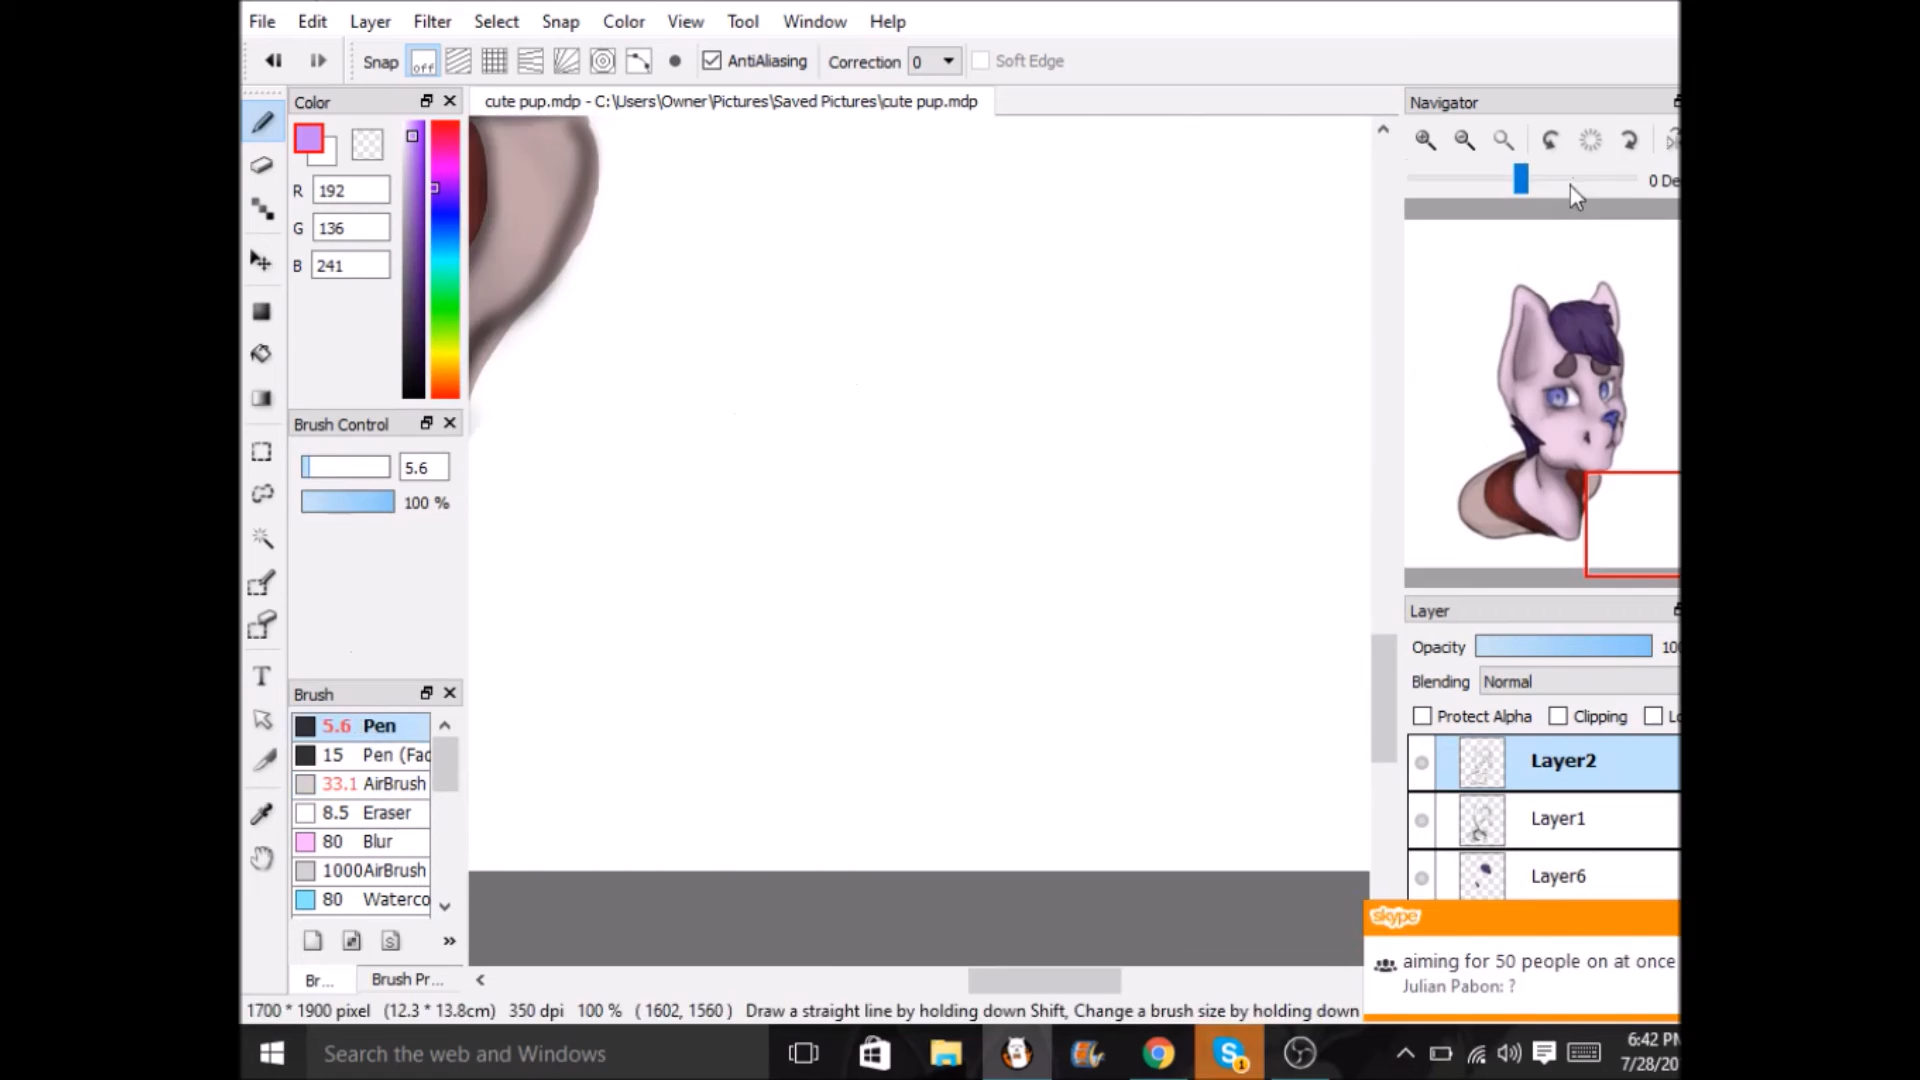 File Edit Layer Filter Select Snap Color View Tool Window Help
Snap off AntiAliasing Correction 0 Soft Edge
Color
cute pup.mdp - C:\Users\Owner\Pictures\Saved Pictures\cute pup.mdp
Navigator
R 192
G 136
B 241
0 De
Brush Control
5.6
100 %
Brush
5.6 Pen
15 Pen (Fad
33.1 AirBrush
8.5 Eraser
80 Blur
1000 AirBrush
80 Waterco
Br... Brush Pr...
Layer
Opacity 100
Blending Normal
Protect Alpha Clipping Lo
Layer2
Layer1
Layer6
skype
aiming for 50 people on at once
Julian Pabon: ?
1700 * 1900 pixel (12.3 * 13.8cm) 350 dpi 100 % ( 1602, 1560 ) Draw a straight line by holding down Shift, Change a brush size by holding down
Search the web and Windows
1
6:42 PM
7/28/20